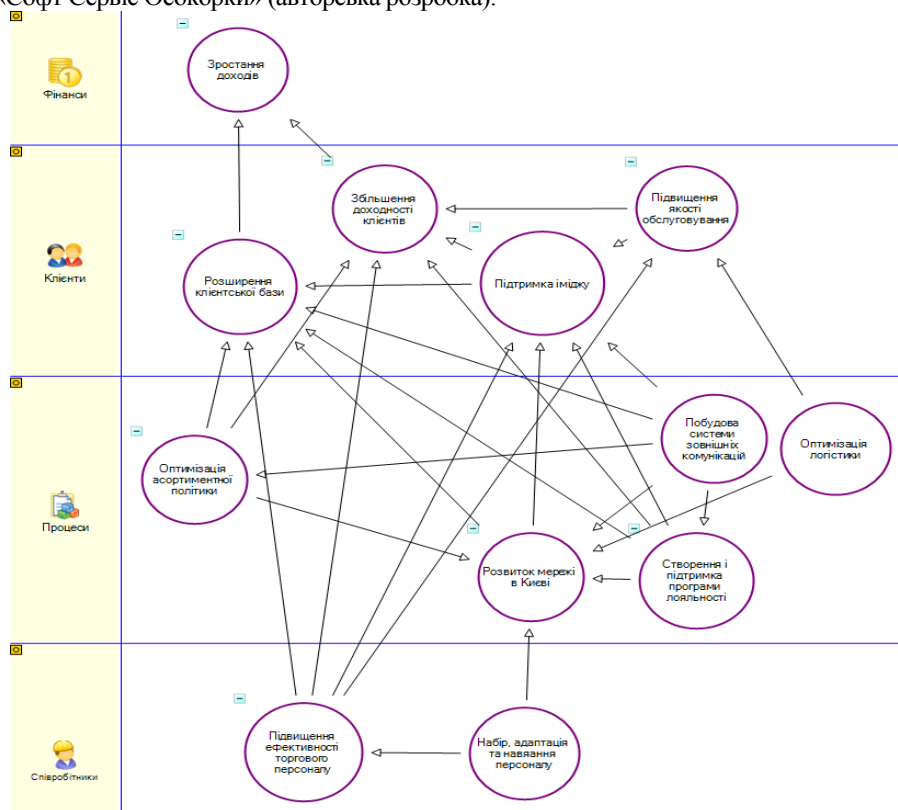 «Софт Сервіс Осокорки» (авторська розробка).
Фінанси
Зростання
доходів
Клієнти
Збільшення
доходності
клієнтів
Підвищення
якості
обслуговування
Розширення
клієнтської бази
Підтримка іміджу
Процеси
Побудова
системи
зовнішніх
комунікацій
Оптимізація
логістики
Оптимізація
асортиментної
політики
Розвиток мережі
в Києві
Створення і
підтримка
програми
лояльності
Співробітники
Підвищення
ефективності
торгового
персоналу
Набір, адаптація
та навяання
персоналу